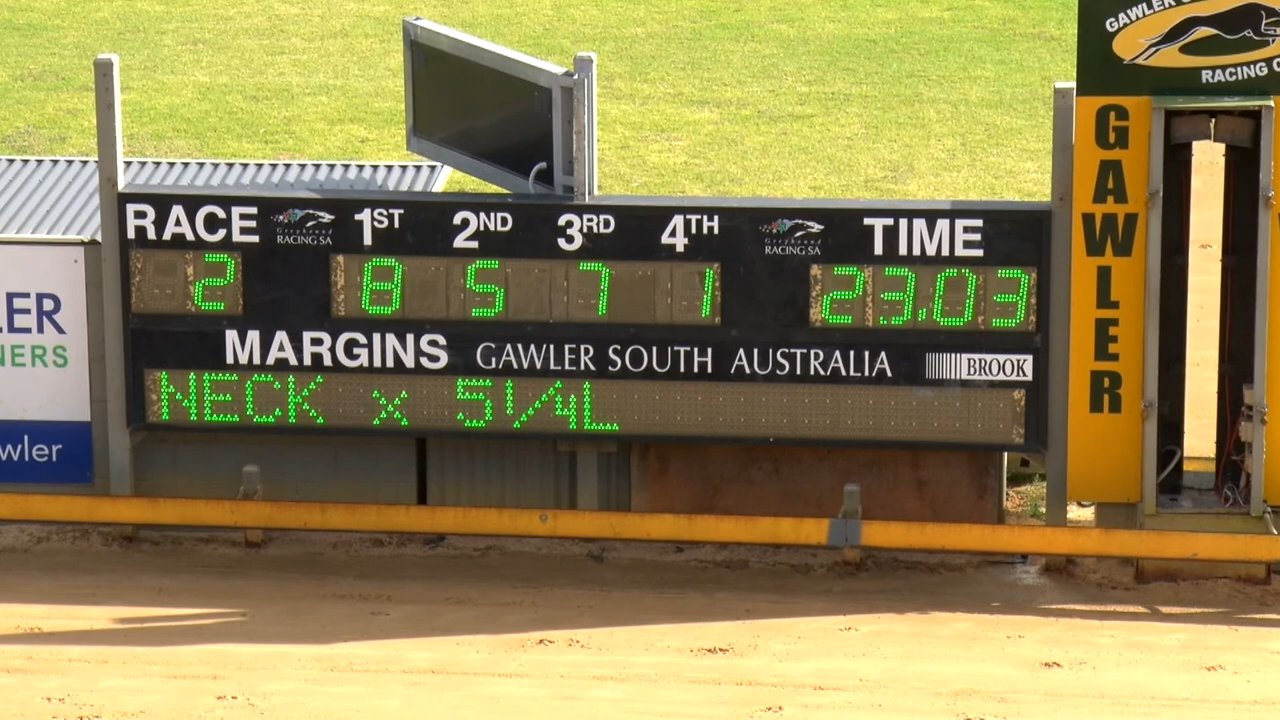 GAWLER
RACING
GAWLER
RACE
Greyhound
RACING SA
1ST
2ND
3RD
4TH
Greyhound
RACING SA
TIME
2
8
5
7
1
23.03
MARGINS
GAWLER SOUTH AUSTRALIA
BROOK
NECK x 5¼L
LER
NERS
wler